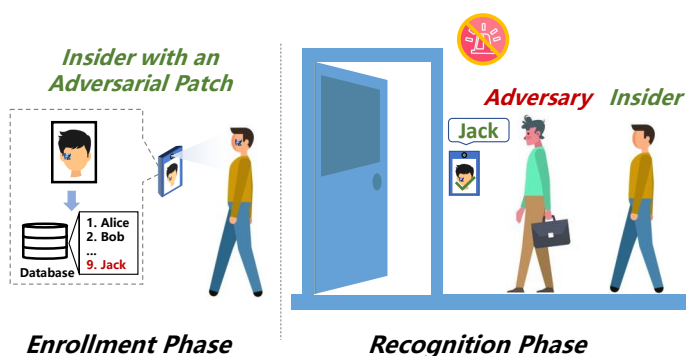 Insider with an
Adversarial Patch
Database
1. Alice
2. Bob
...
9. Jack
Enrollment Phase
Adversary
Insider
Jack
Recognition Phase